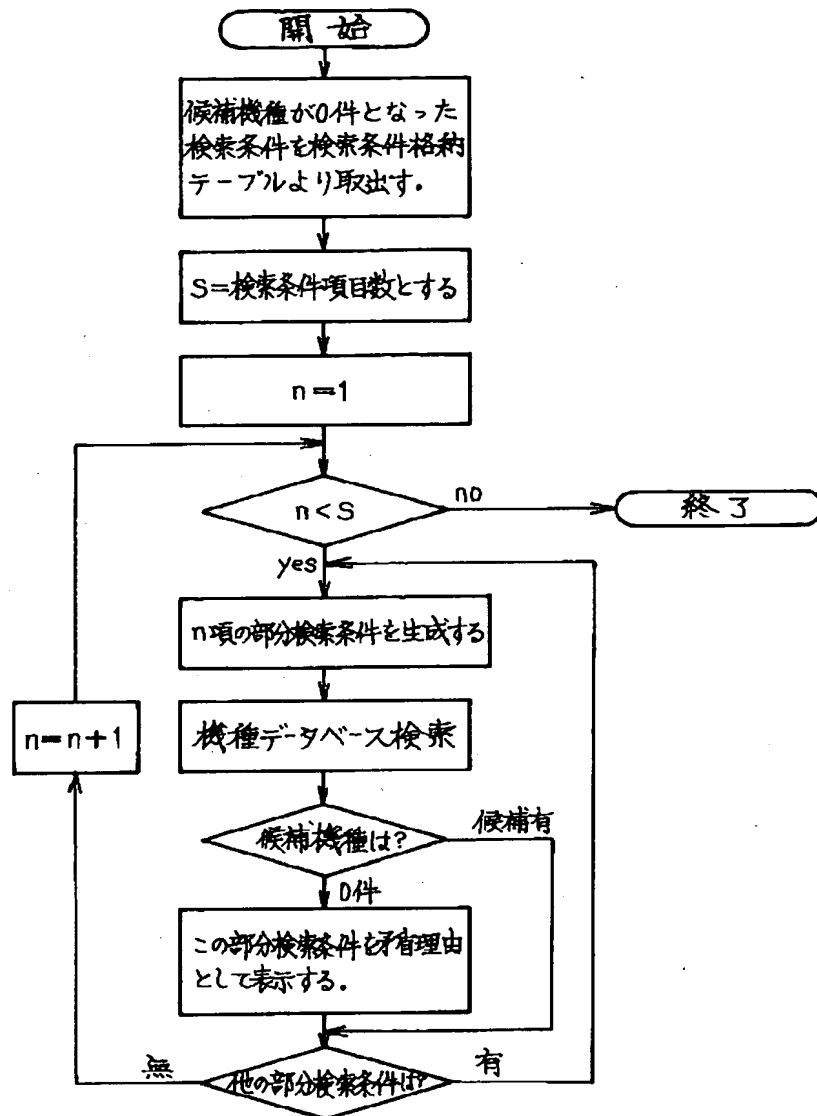 開始
候補機種が0件となった
検索条件を検索条件格納
テーブルより取出す.
S=検索条件項目数とする
n=1
n<S
no
終了
yes
n項の部分検索条件を生成する
n=n+1
機種データベース検索
候補機種は?
候補有
0件
この部分検索条件を矛盾理由
として表示する.
無
他の部分検索条件は?
有